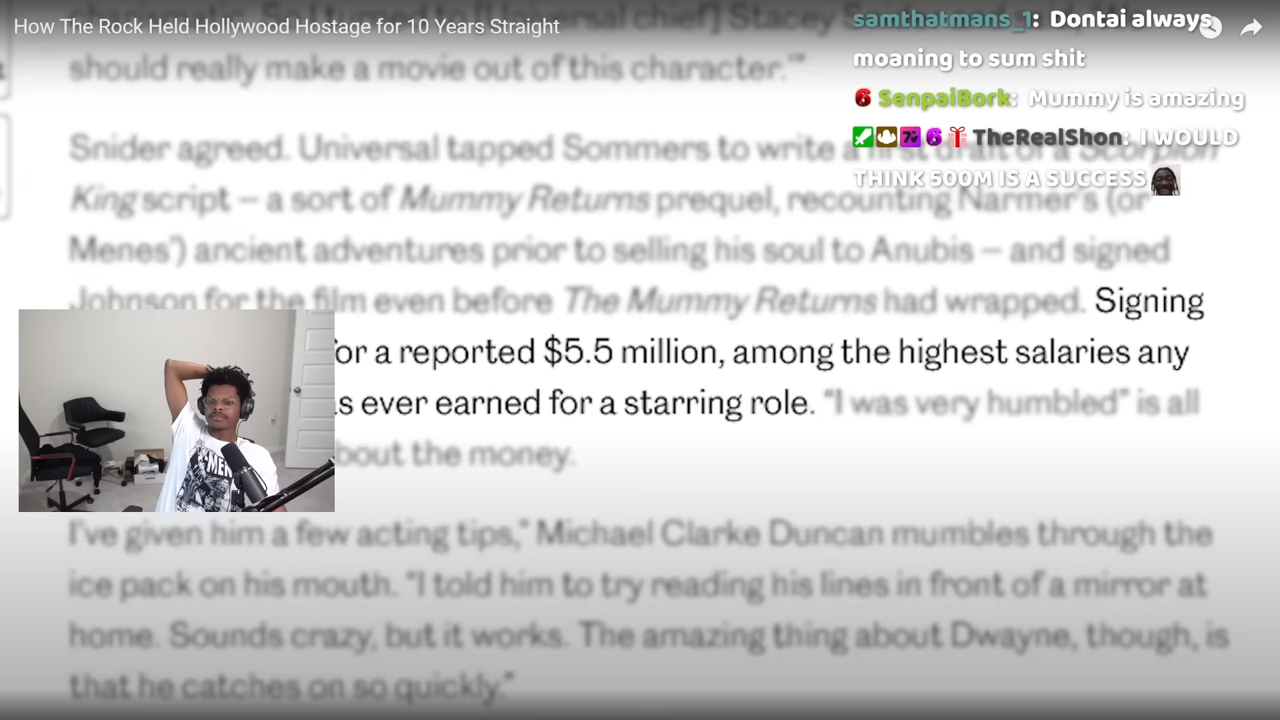 How The Rock Held Hollywood Hostage for 10 Years Straight
samthatmans_1: Dontai always
moaning to sum shit
SenpaiBork: Mummy is amazing
TheRealShon: I WOULD
THINK 500M IS A SUCCESS
Stacey
should really make a movie out of this character.'"
Snider agreed. Universal tapped Sommers to write a first draft of a Scorpion
King script – a sort of Mummy Returns prequel, recounting Narmer's (or
Menes') ancient adventures prior to selling his soul to Anubis – and signed
Johnson for the film even before The Mummy Returns had wrapped. Signing
for a reported $5.5 million, among the highest salaries any
s ever earned for a starring role. "I was very humbled" is all
bout the money.
I've given him a few acting tips," Michael Clarke Duncan mumbles through the
ice pack on his mouth. "I told him to try reading his lines in front of a mirror at
home. Sounds crazy, but it works. The amazing thing about Dwayne, though, is
that he catches on so quickly."